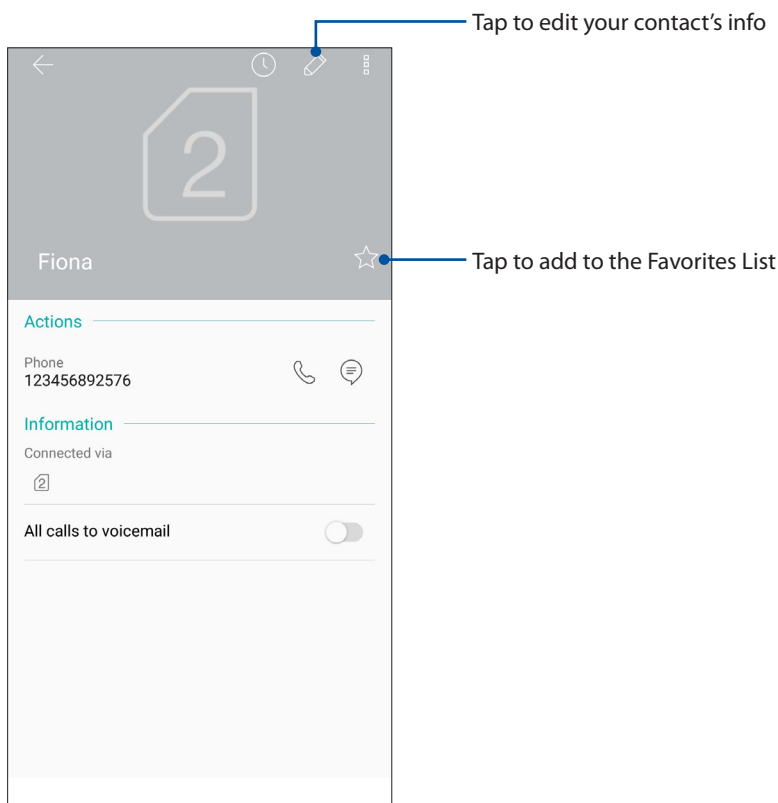 Tap to edit your contact’s info
2
Fiona
Tap to add to the Favorites List
Actions
Phone
123456892576
Information
Connected via
2
All calls to voicemail